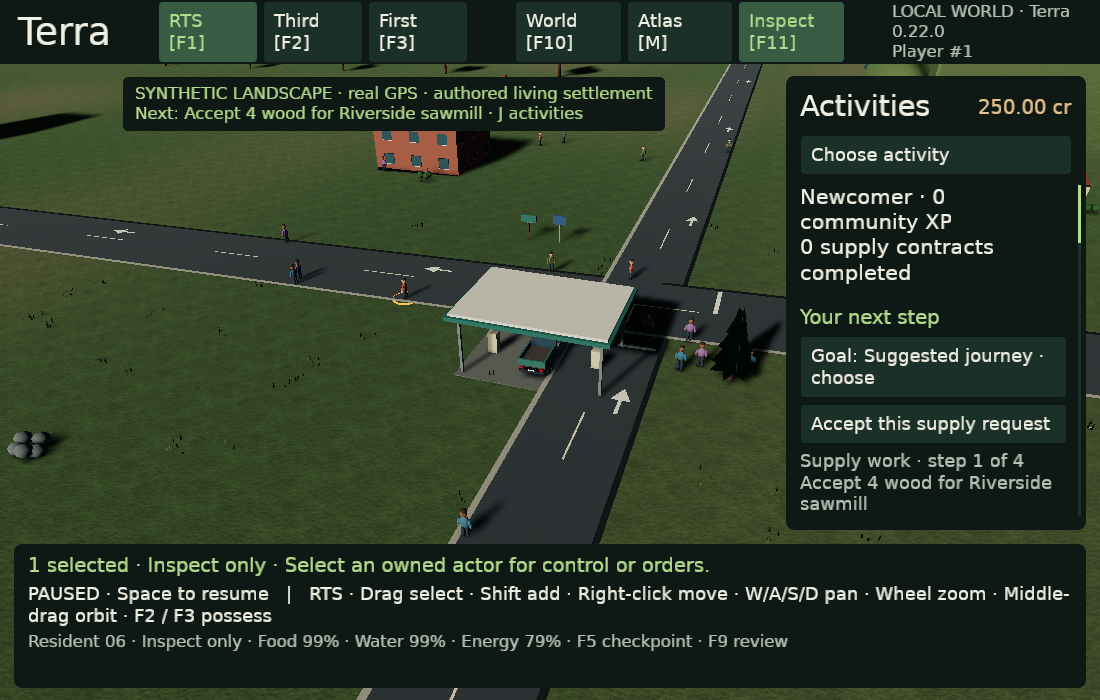 Terra
RTS
[F1]
Third
[F2]
First
[F3]
World
[F10]
Atlas
[M]
Inspect
[F11]
LOCAL WORLD · Terra
0.22.0
Player #1
SYNTHETIC LANDSCAPE · real GPS · authored living settlement
Next: Accept 4 wood for Riverside sawmill · J activities
Activities
250.00 cr
Choose activity
Newcomer · 0
community XP
0 supply contracts
completed
Your next step
Goal: Suggested journey ·
choose
Accept this supply request
Supply work · step 1 of 4
Accept 4 wood for Riverside
sawmill
1 selected · Inspect only · Select an owned actor for control or orders.
PAUSED · Space to resume | RTS · Drag select · Shift add · Right-click move · W/A/S/D pan · Wheel zoom · Middle-
drag orbit · F2 / F3 possess
Resident 06 · Inspect only · Food 99% · Water 99% · Energy 79% · F5 checkpoint · F9 review